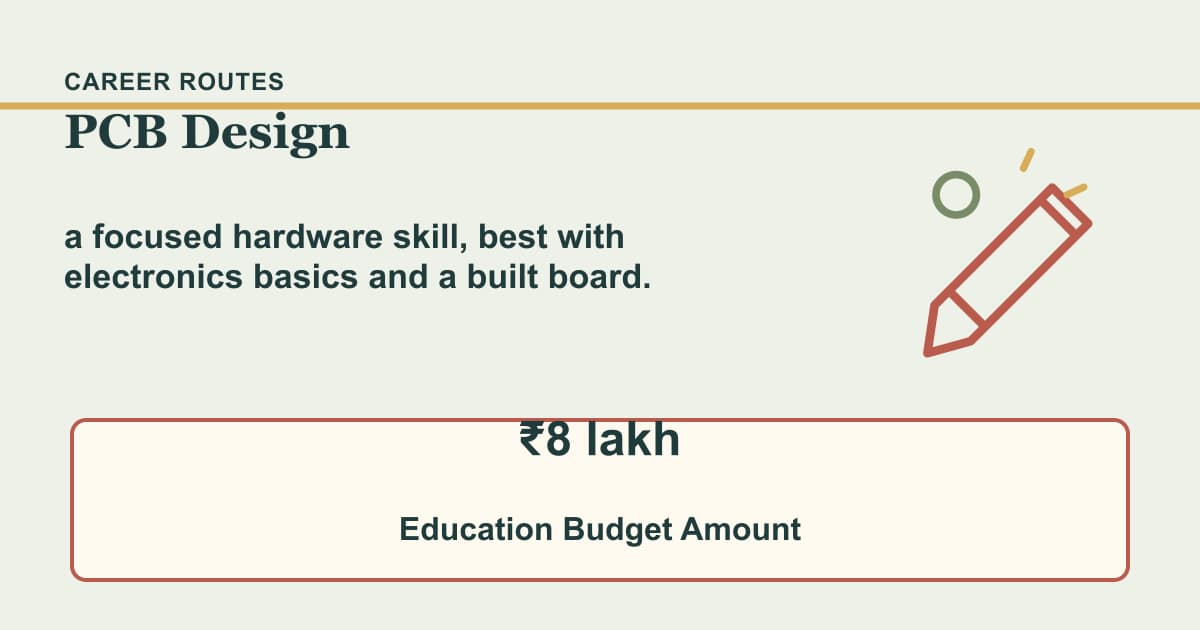 CAREER ROUTES
PCB Design
a focused hardware skill, best with
electronics basics and a built board.
₹8 lakh
Education Budget Amount